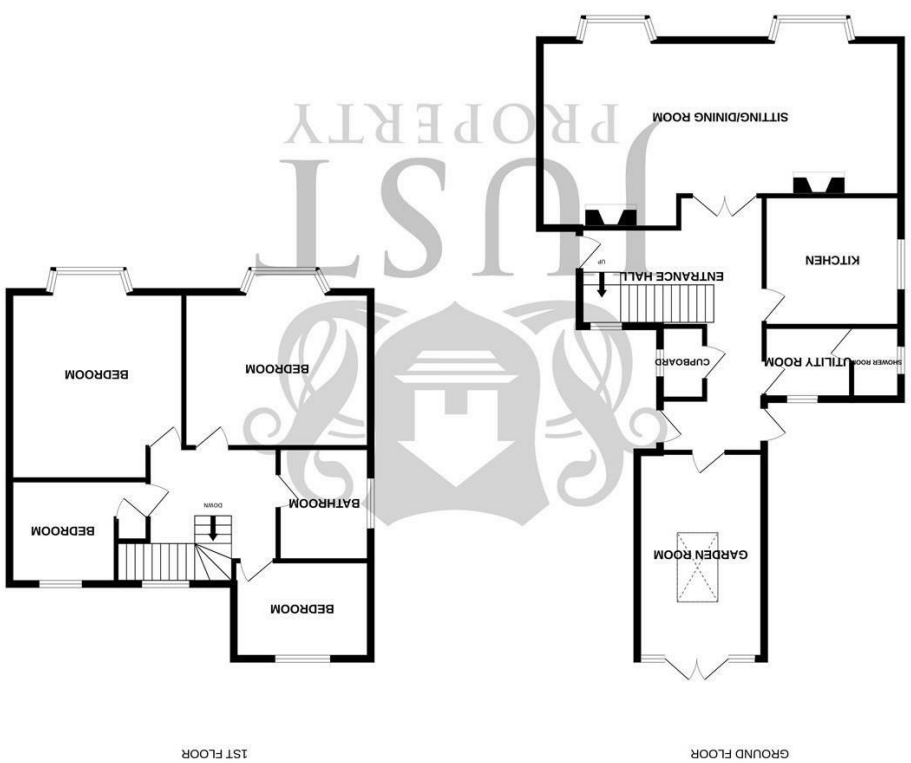 GROUND FLOOR
1ST FLOOR
GARDEN ROOM
SHOWER ROOM
UTILITY ROOM
CUPBOARD
KITCHEN
ENTRANCE HALL
UP
SITTING/DINING ROOM
BEDROOM
BEDROOM
BATHROOM
DOWN
BEDROOM
BEDROOM
JUST
PROPERTY